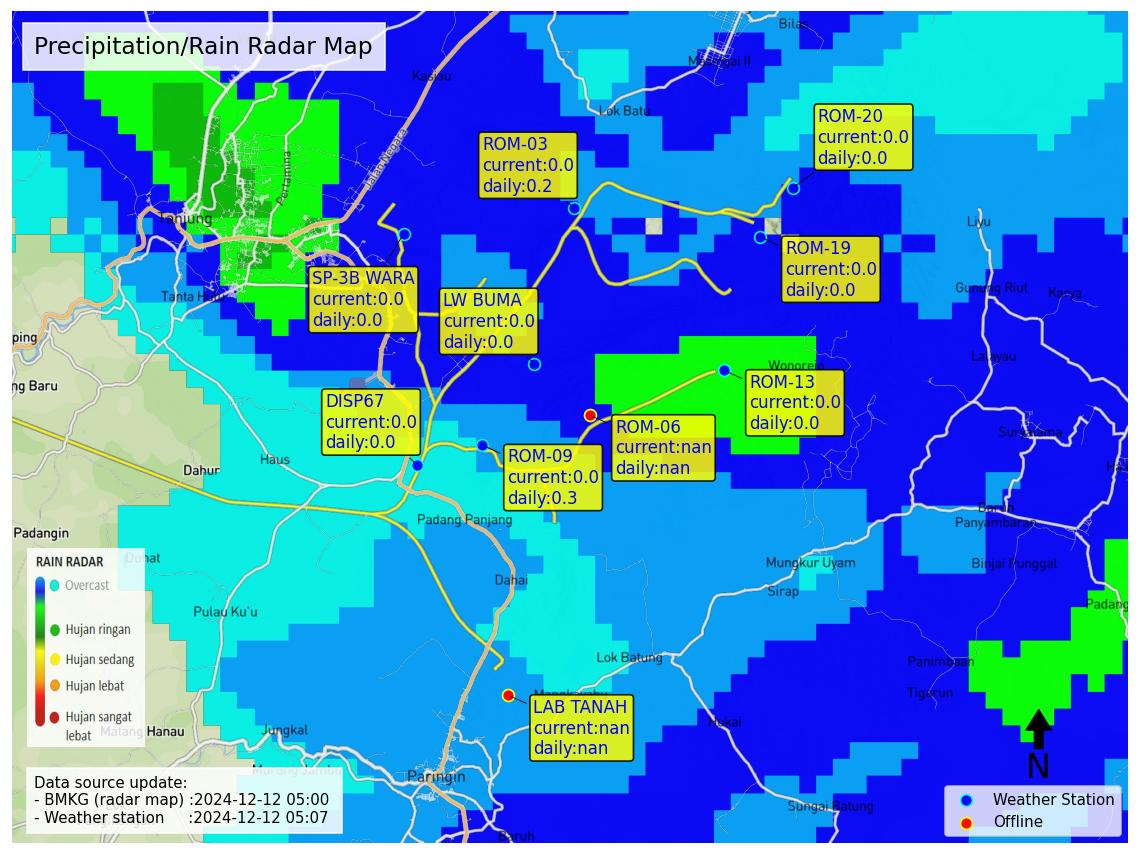 Precipitation/Rain Radar Map
Bilas
Masingai II
Kasiau
Lok Batu
ROM-20
current:0.0
daily:0.0
ROM-03
current:0.0
daily:0.2
Jalan Negara
Pertamina
Tanjung
Liyu
ROM-19
current:0.0
daily:0.0
SP-3B WARA
current:0.0
daily:0.0
LW BUMA
current:0.0
daily:0.0
Gunung Riut
Karya
Lalayau
ng Baru
ping
Wonorejo
ROM-13
current:0.0
daily:0.0
DISP67
current:0.0
daily:0.0
ROM-06
current:nan
daily:nan
ROM-09
current:0.0
daily:0.3
Haus
Dahur
Padang Panjang
Baruh
Panyambaran
Padangin
Mungkur Uyam
Binjai Punggal
Dahai
Sirap
Padang
Pulau Ku'u
RAIN RADAR
Overcast
Hujan ringan
Hujan sedang
Hujan lebat
Hujan sangat
lebat
Lok Batung
Panimbaan
Tigarun
LAB TANAH
current:nan
daily:nan
Matang Hanau
Jungkal
Hukai
Murung Jambu
Paringin
N
Sungai Batung
Baruh
Data source update:
- BMKG (radar map) :2024-12-12 05:00
- Weather station :2024-12-12 05:07
Weather Station
Offline